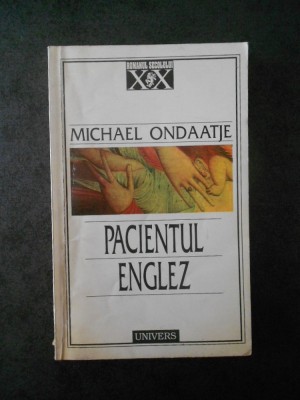 ROMANUL SECOLULUI
XX
MICHAEL ONDAATJE
PACIENTUL
ENGLEZ
UNIVERS